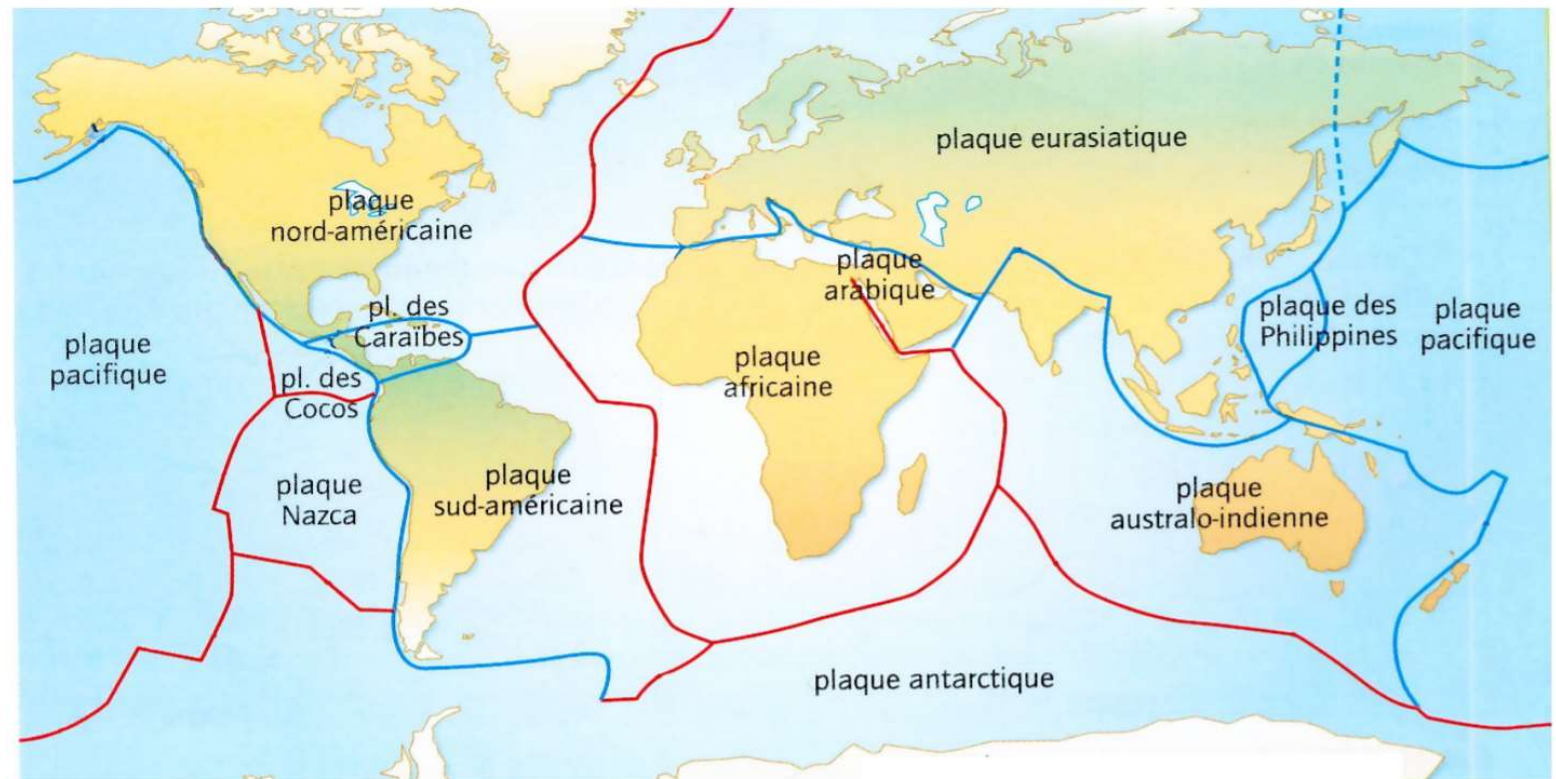 plaque eurasiatique
plaque
nord-américaine
plaque
arabique
pl. des
Caraïbes
plaque des
Philippines
plaque
pacifique
plaque
pacifique
pl. des
Cocos
plaque
africaine
plaque
Nazca
plaque
sud-américaine
plaque
australo-indienne
plaque antarctique